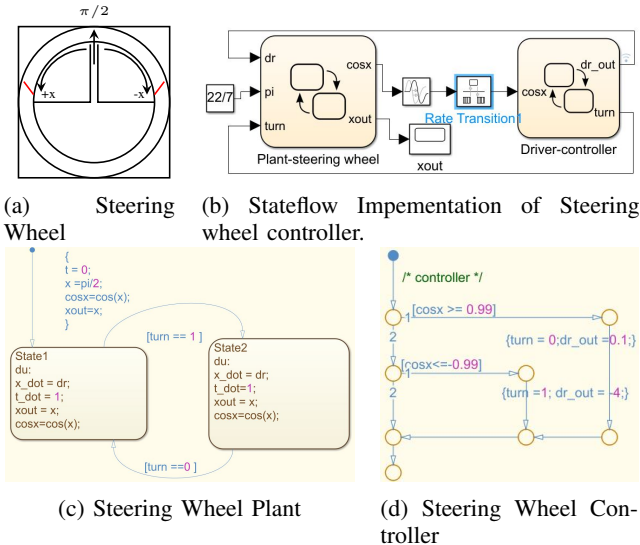 π/2
+x
-x
dr
pi
turn
22/7
cosx
xout
Plant-steering wheel
Rate Transition1
xout
cosx
dr_out
turn
Driver-controller
(a) Steering Wheel
(b) Stateflow Impementation of Steering wheel controller.
{
t = 0;
x =pi/2;
cosx=cos(x);
xout=x;
}
[turn == 1 ]
State1
du:
x_dot = dr;
t_dot = 1;
xout = x;
cosx=cos(x);
State2
du:
x_dot = dr;
t_dot=1;
xout = x;
cosx=cos(x);
[turn ==0 ]
(c) Steering Wheel Plant
/* controller */
1
[cosx >= 0.99]
2
{turn = 0;dr_out =0.1;}
1
[cosx<=-0.99]
2
{turn =1; dr_out = -4;}
(d) Steering Wheel Con-
troller